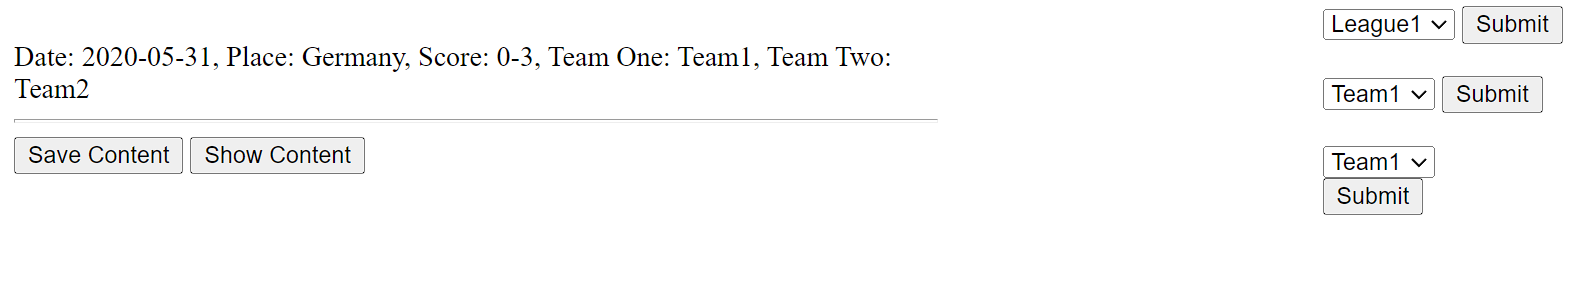 Date: 2020-05-31, Place: Germany, Score: 0-3, Team One: Team1, Team Two:
Team2
Save Content Show Content
League1 Submit
Team1 Submit
Team1
Submit